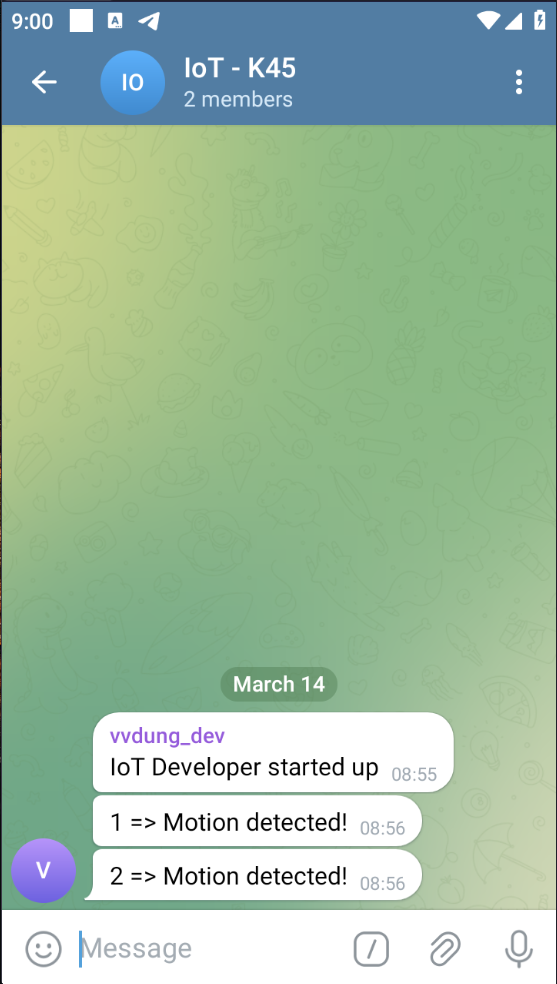 9:00
A
IO
IoT - K45
2 members
March 14
vvdung_dev
IoT Developer started up 08:55
1 => Motion detected! 08:56
2 => Motion detected! 08:56
V
/
Message